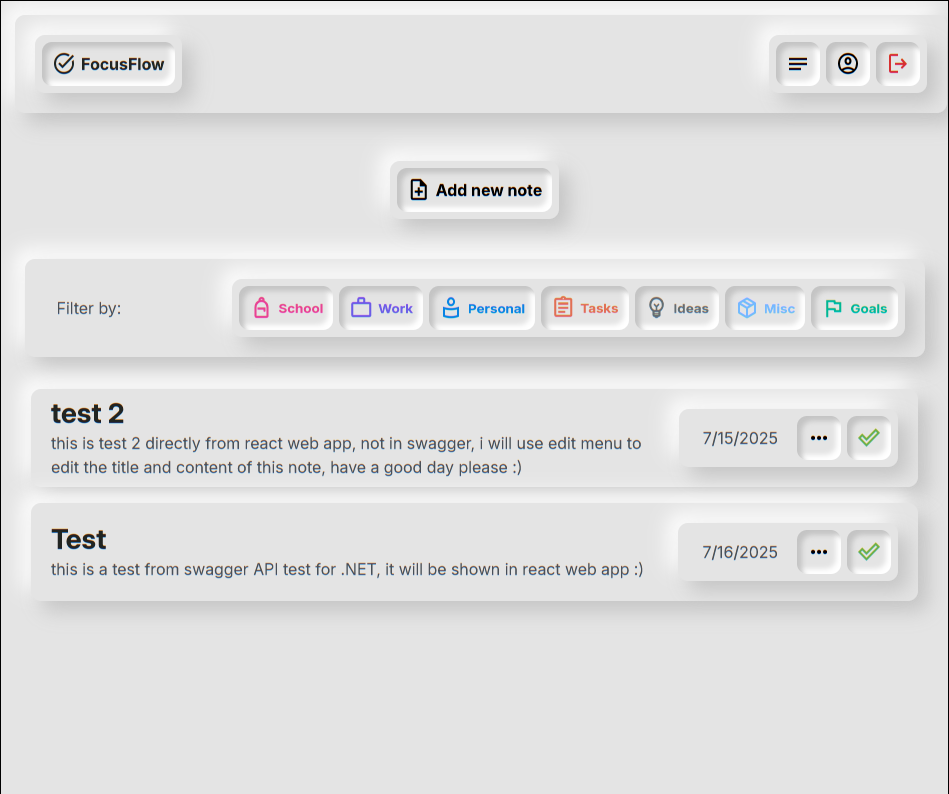 FocusFlow
Add new note
Filter by:
School
Work
Personal
Tasks
Ideas
Misc
Goals
test 2
this is test 2 directly from react web app, not in swagger, i will use edit menu to
edit the title and content of this note, have a good day please :)
7/15/2025
Test
this is a test from swagger API test for .NET, it will be shown in react web app :)
7/16/2025